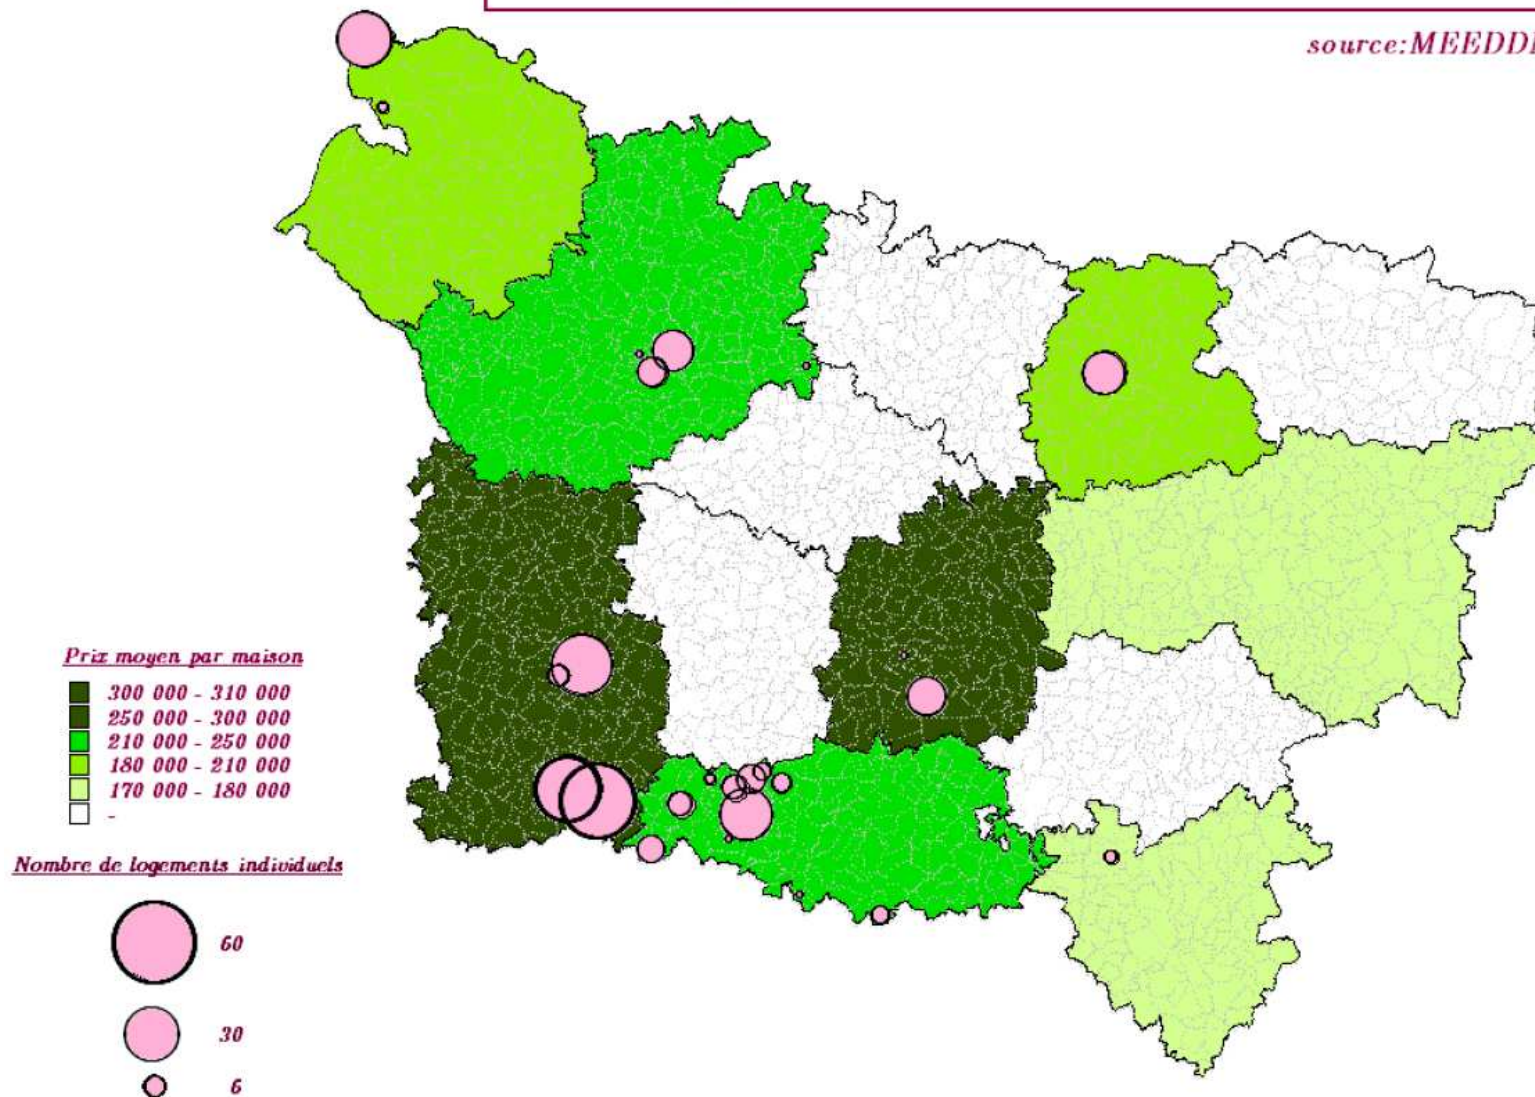 source:MEEDD
Prix moyen par maison
300 000 - 310 000
250 000 - 300 000
210 000 - 250 000
180 000 - 210 000
170 000 - 180 000
-
Nombre de logements individuels
60
30
6